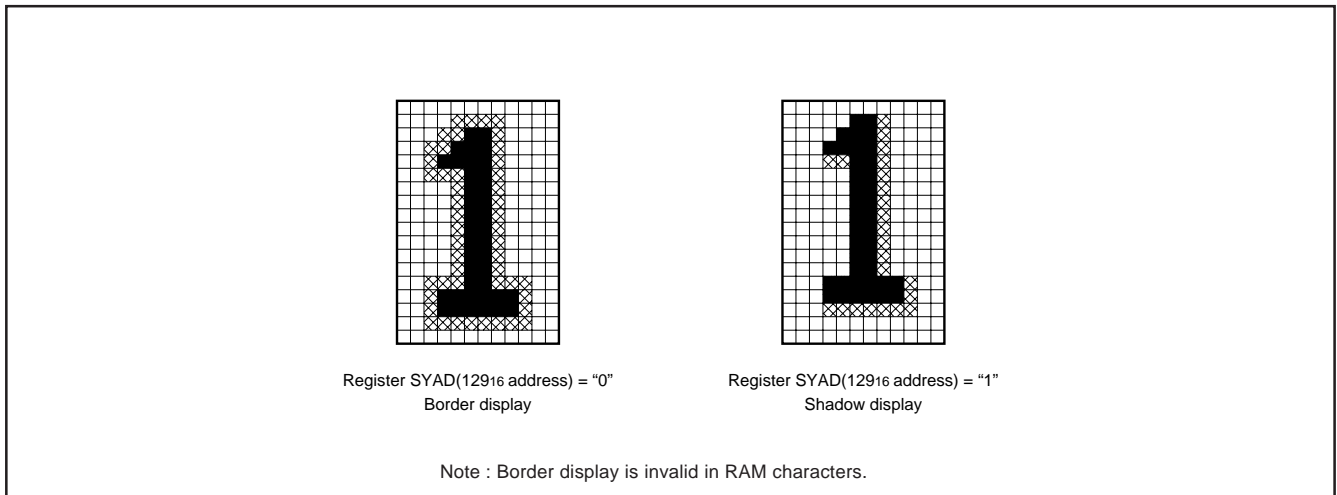 Register SYAD(12916 address) = “0”
Border display
Register SYAD(12916 address) = “1”
Shadow display
Note : Border display is invalid in RAM characters.